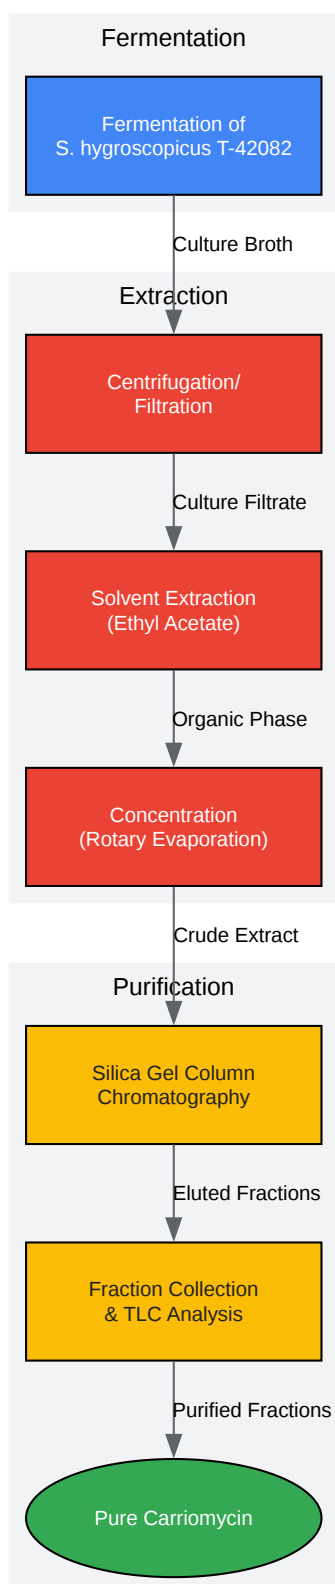 Fermentation
Fermentation of
S. hygroscopicus T-42082
Culture Broth
Extraction
Centrifugation/
Filtration
Culture Filtrate
Solvent Extraction
(Ethyl Acetate)
Organic Phase
Concentration
(Rotary Evaporation)
Crude Extract
Purification
Silica Gel Column
Chromatography
Eluted Fractions
Fraction Collection
& TLC Analysis
Purified Fractions
Pure Carriomycin